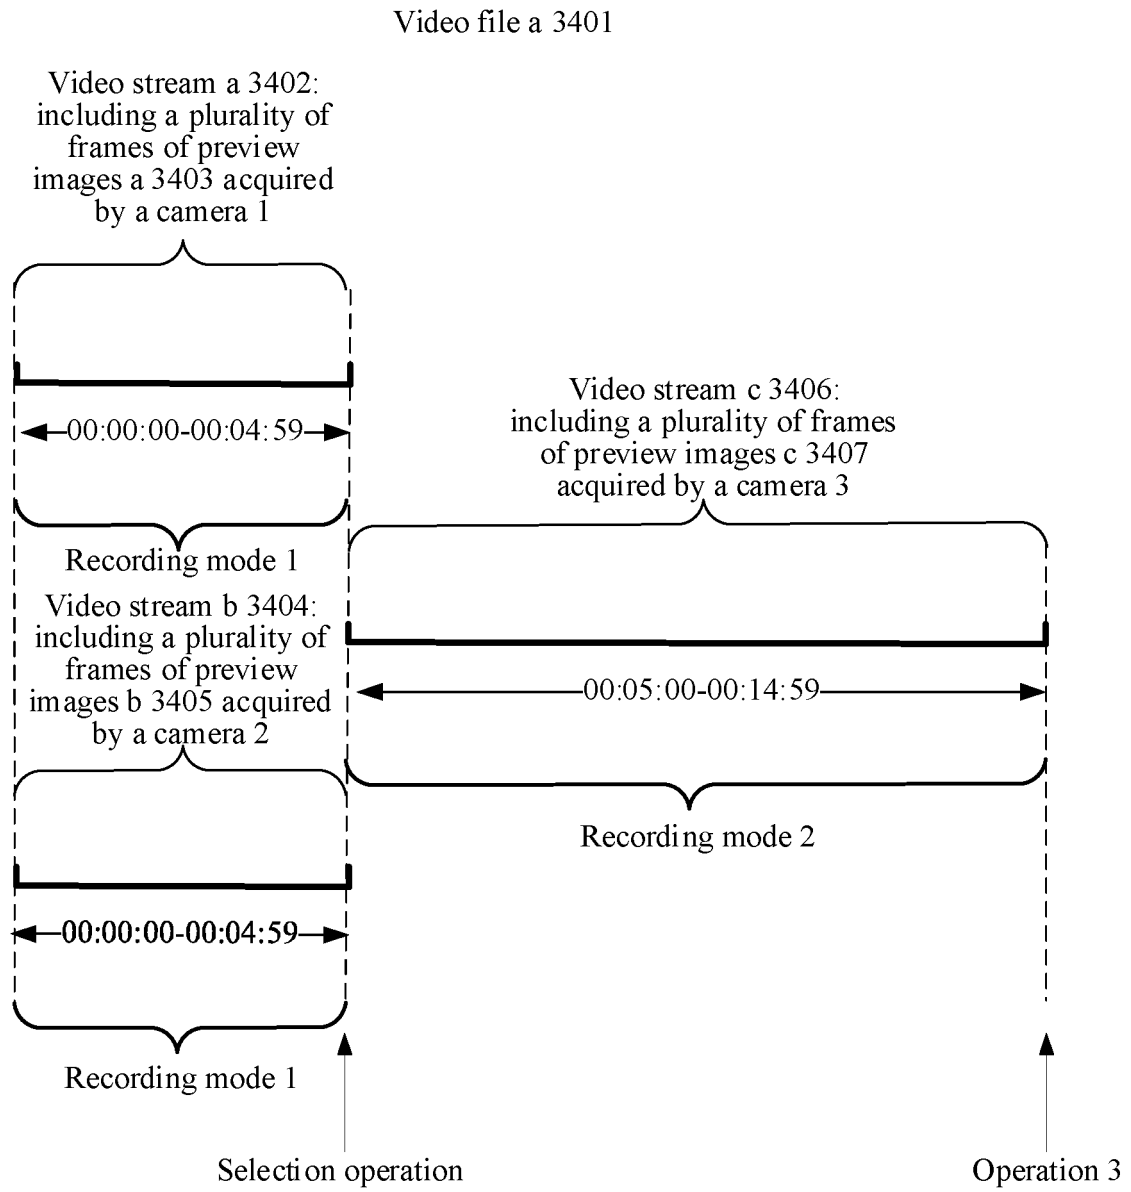 Video file a 3401
Video stream a 3402:
including a plurality of
frames of preview
images a 3403 acquired
by a camera 1
00:00:00-00:04:59
Recording mode 1
Video stream b 3404:
including a plurality of
frames of preview
images b 3405 acquired
by a camera 2
00:00:00-00:04:59
Recording mode 1
Video stream c 3406:
including a plurality of frames
of preview images c 3407
acquired by a camera 3
00:05:00-00:14:59
Recording mode 2
Selection operation
Operation 3